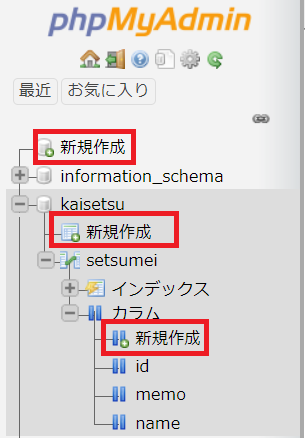 phpMyAdmin
最近 お気に入り
新規作成
information_schema
kaisetsu
新規作成
setsumei
インデックス
カラム
新規作成
id
memo
name